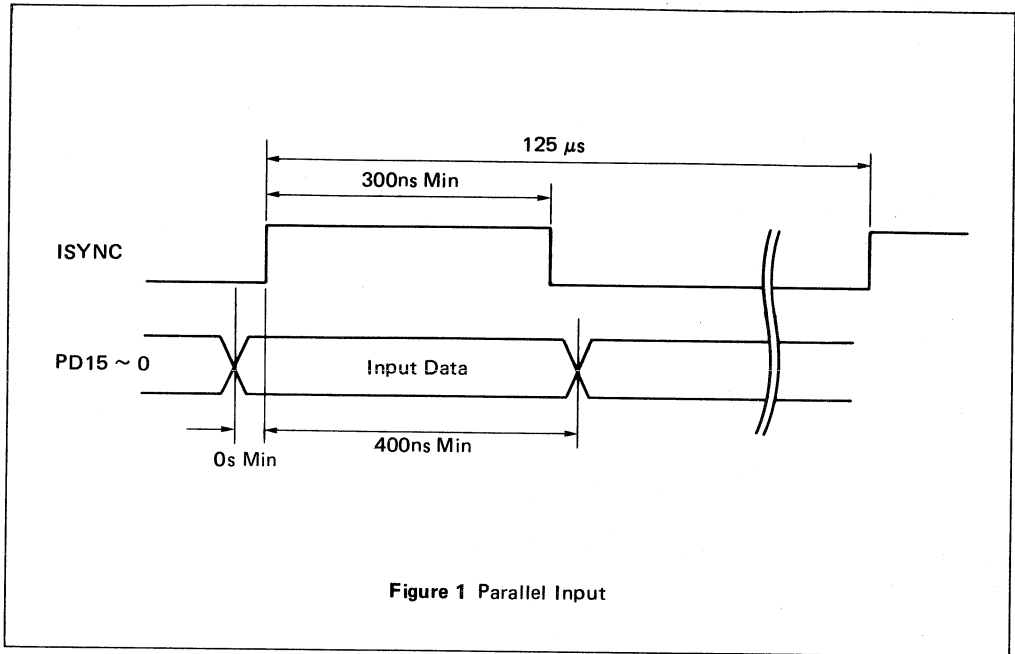 125 μs
300ns Min
ISYNC
PD15 ~ 0
Input Data
0s Min
400ns Min
Figure 1 Parallel Input